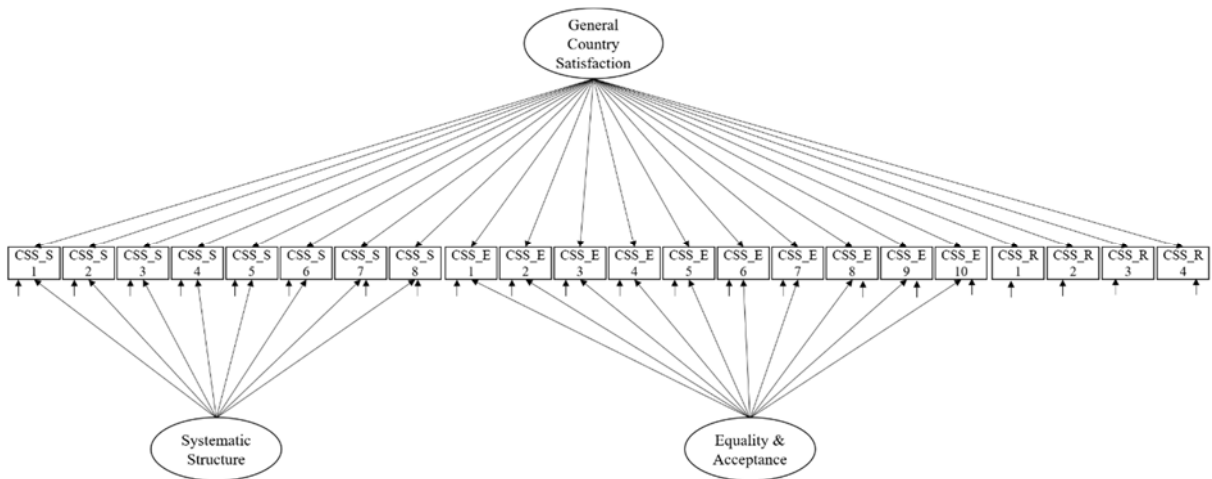 General
Country
Satisfaction
CSS_S CSS_S CSS_S CSS_S CSS_S CSS_S CSS_S CSS_S CSS_E CSS_E CSS_E CSS_E CSS_E CSS_E CSS_E CSS_E CSS_E CSS_E CSS_R CSS_R CSS_R CSS_R
1 2 3 4 5 6 7 8 1 2 3 4 5 6 7 8 9 10 1 2 3 4
Systematic
Structure
Equality &
Acceptance